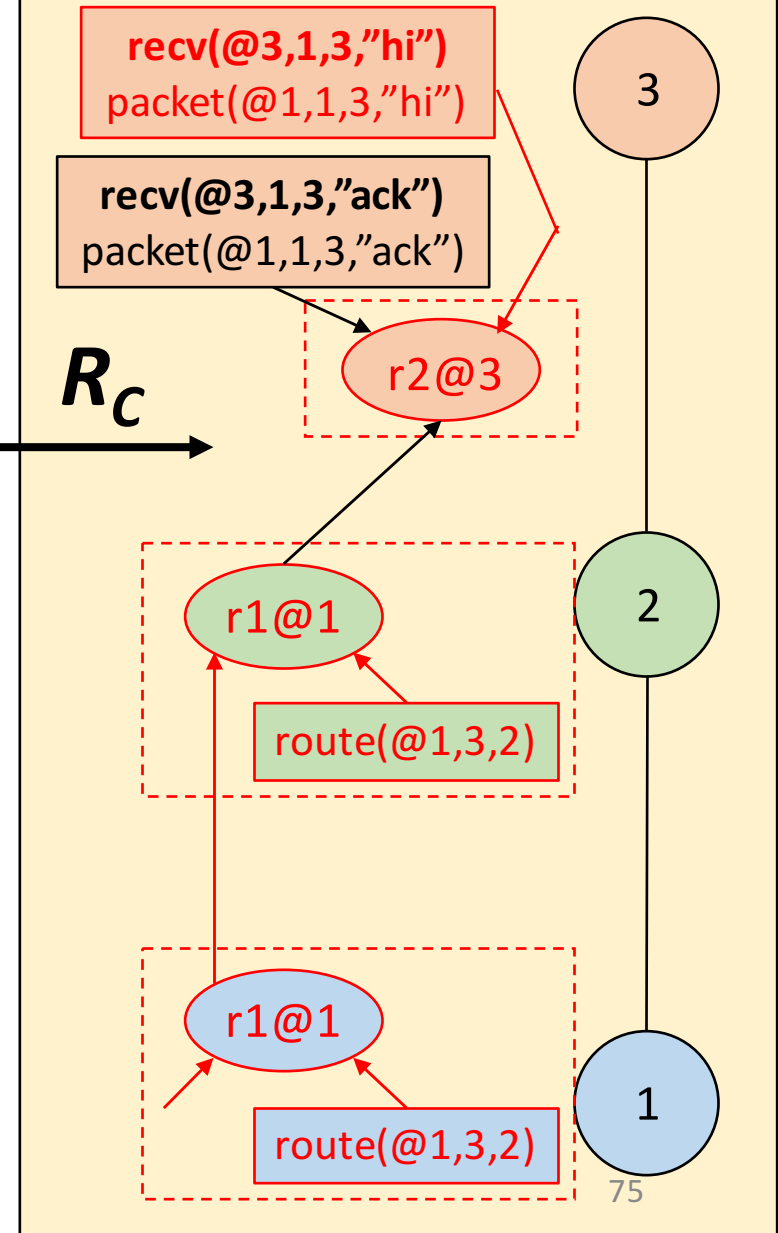 recv(@3,1,3,”hi”)
packet(@1,1,3,”hi”)
3
recv(@3,1,3,”ack”)
packet(@1,1,3,”ack”)
R_C
r2@3
r1@1
2
route(@1,3,2)
r1@1
1
route(@1,3,2)
75